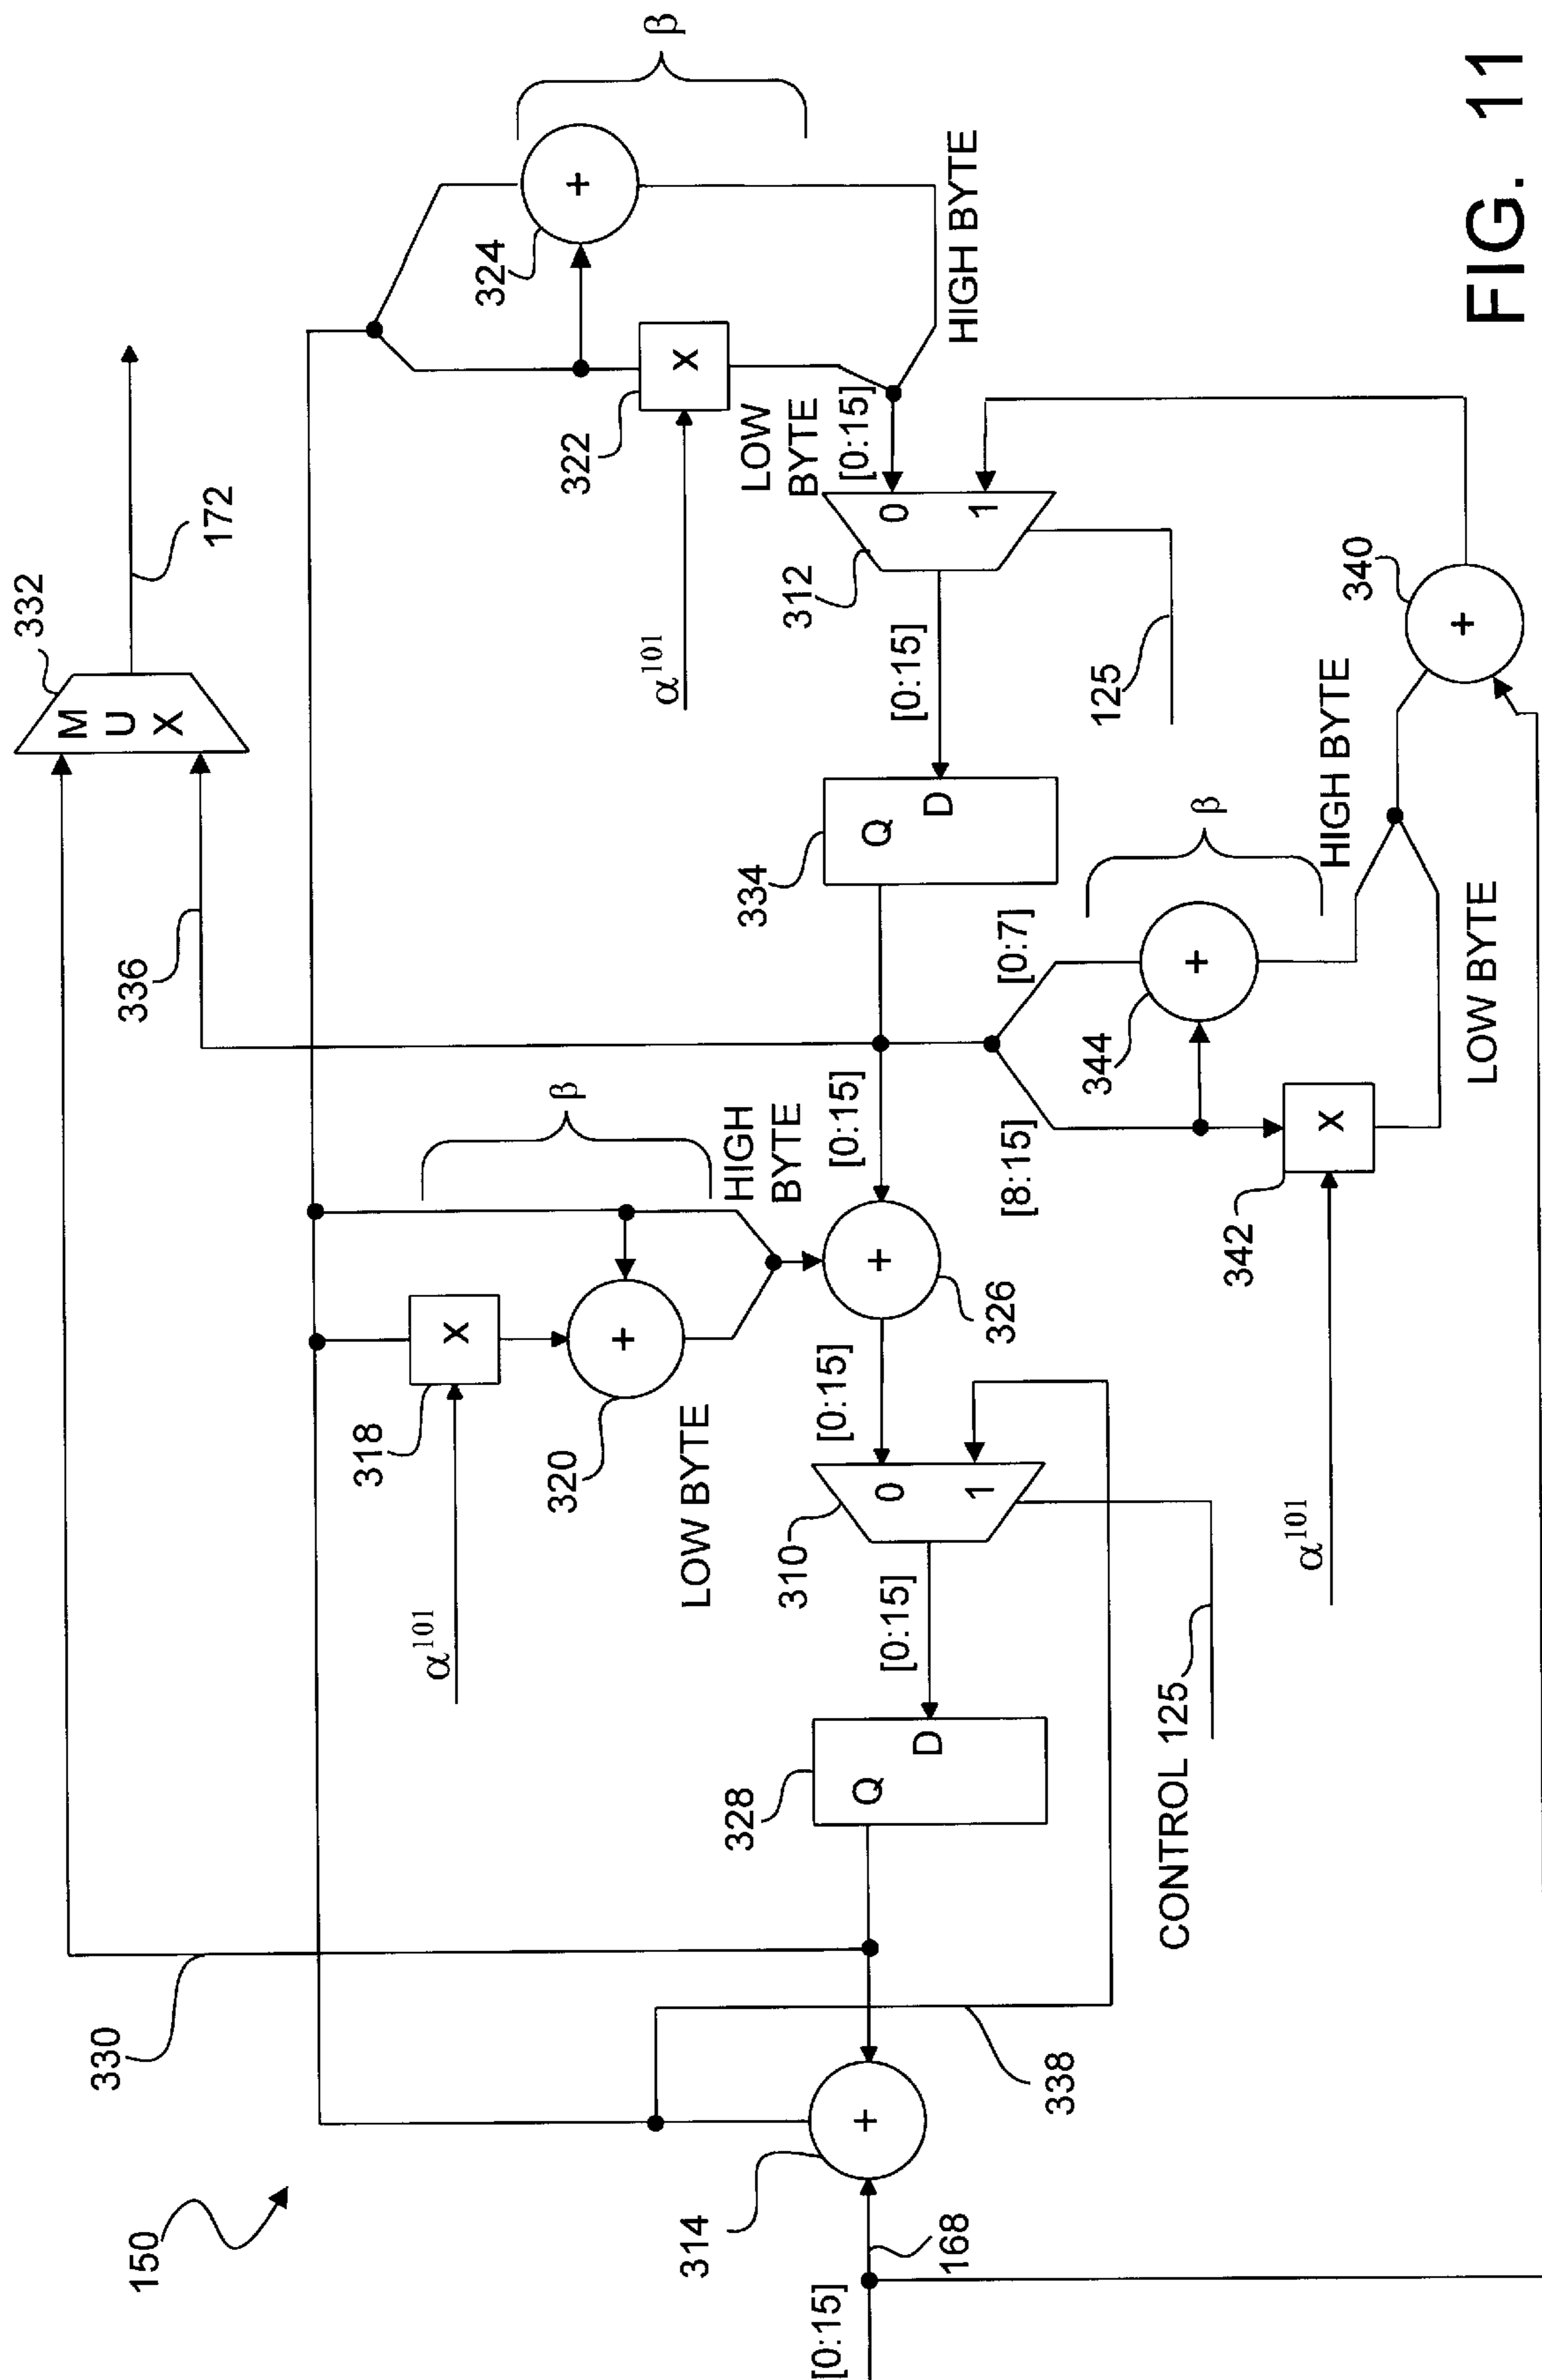 FIG. 11
150
330
332
M
U
X
172
336
[0:15]
168
314
338
328
Q
D
[0:15]
310
0
1
CONTROL 125
[0:15]
α¹⁰¹
318
X
320
+
LOW BYTE
β
HIGH
BYTE
+
326
[0:15]
+
334
Q
D
[0:15]
312
0
1
125
α¹⁰¹
322
X
324
+
β
LOW
BYTE
[0:15]
HIGH BYTE
[8:15]
[0:7]
344
+
β
342
X
α¹⁰¹
HIGH BYTE
LOW BYTE
340
+